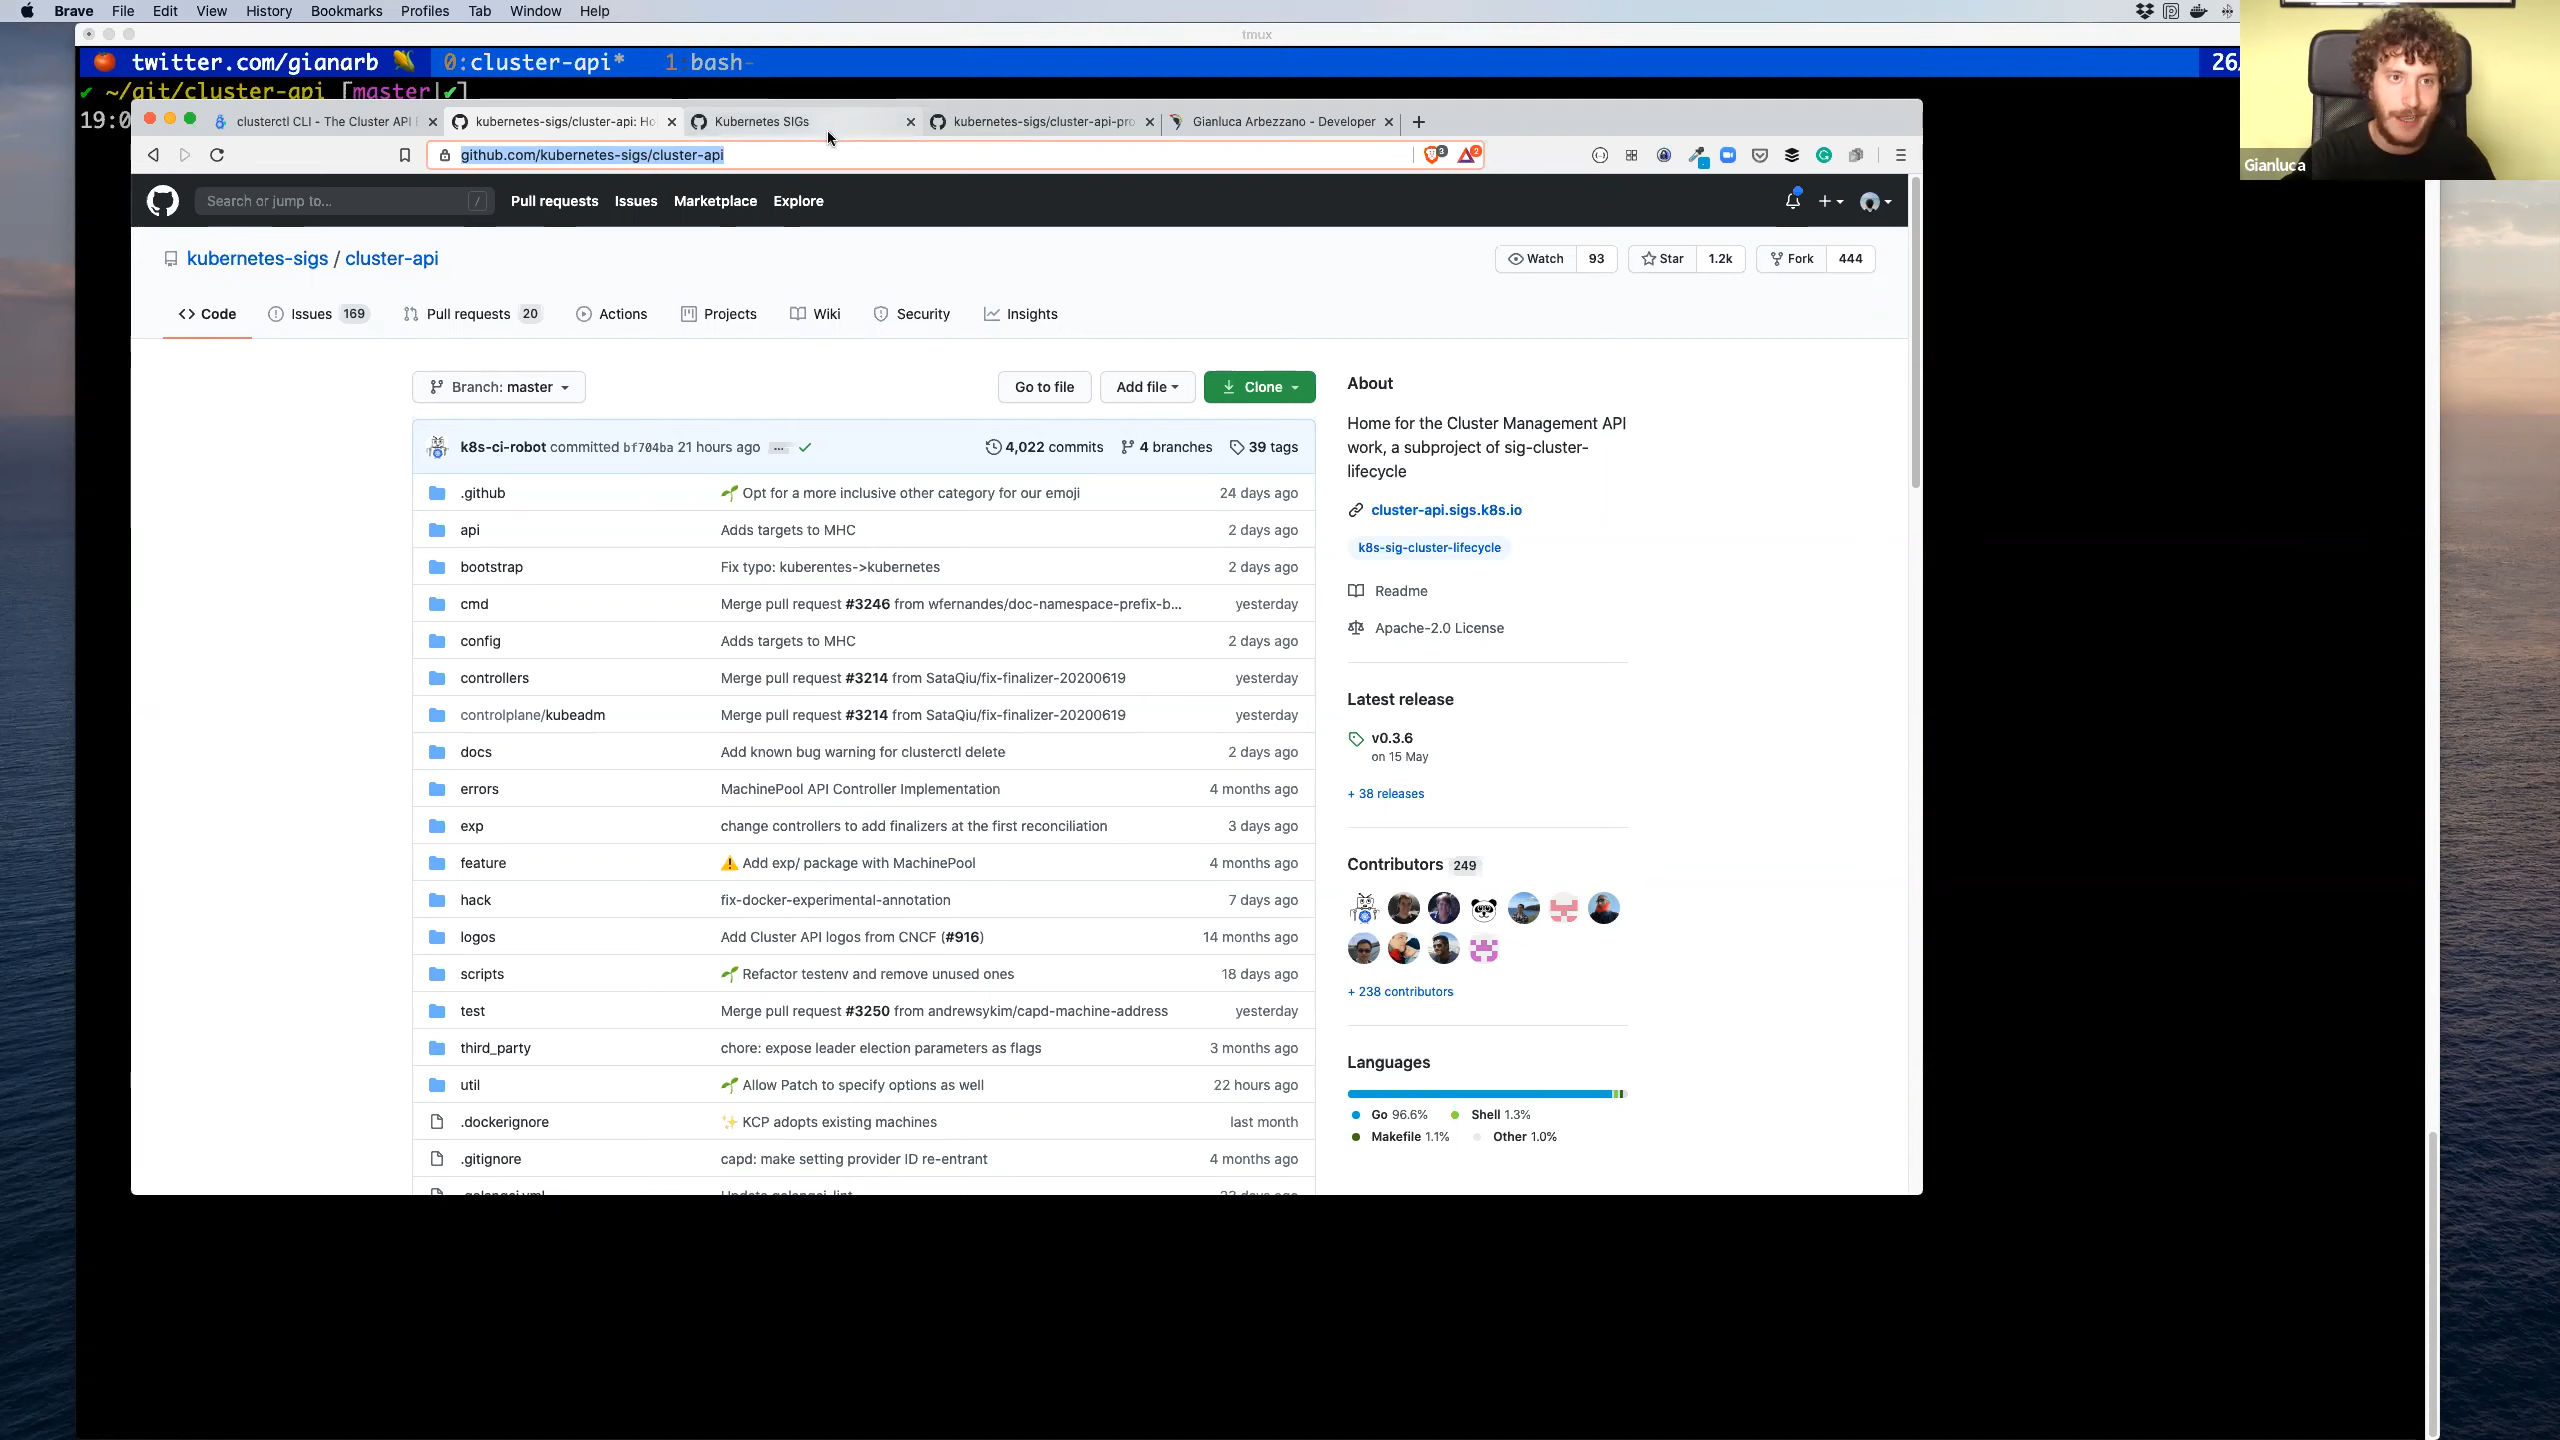 Brave File Edit View History Bookmarks Profiles Tab Window Help
tmux
twitter.com/gianarb 0:cluster-api* 1 bash-
✔ ~/git/cluster-api [master|✔]
clusterctl CLI - The Cluster API
kubernetes-sigs/cluster-api: Ho
Kubernetes SIGs
kubernetes-sigs/cluster-api-pro
Gianluca Arbezzano - Developer
github.com/kubernetes-sigs/cluster-api
Gianluca
Search or jump to... /
Pull requests Issues Marketplace Explore
kubernetes-sigs / cluster-api
Watch 93 Star 1.2k Fork 444
Code Issues 169 Pull requests 20 Actions Projects Wiki Security Insights
Branch: master Go to file Add file Clone
k8s-ci-robot committed bf704ba 21 hours ago ... 4,022 commits 4 branches 39 tags
.github Opt for a more inclusive other category for our emoji 24 days ago
api Adds targets to MHC 2 days ago
bootstrap Fix typo: kuberentes->kubernetes 2 days ago
cmd Merge pull request #3246 from wfernandes/doc-namespace-prefix-b... yesterday
config Adds targets to MHC 2 days ago
controllers Merge pull request #3214 from SataQiu/fix-finalizer-20200619 yesterday
controlplane/kubeadm Merge pull request #3214 from SataQiu/fix-finalizer-20200619 yesterday
docs Add known bug warning for clusterctl delete 2 days ago
errors MachinePool API Controller Implementation 4 months ago
exp change controllers to add finalizers at the first reconciliation 3 days ago
feature Add exp/ package with MachinePool 4 months ago
hack fix-docker-experimental-annotation 7 days ago
logos Add Cluster API logos from CNCF (#916) 14 months ago
scripts Refactor testenv and remove unused ones 18 days ago
test Merge pull request #3250 from andrewsykim/capd-machine-address yesterday
third_party chore: expose leader election parameters as flags 3 months ago
util Allow Patch to specify options as well 22 hours ago
.dockerignore KCP adopts existing machines last month
.gitignore capd: make setting provider ID re-entrant 4 months ago
About
Home for the Cluster Management API
work, a subproject of sig-cluster-
lifecycle
cluster-api.sigs.k8s.io
k8s-sig-cluster-lifecycle
Readme
Apache-2.0 License
Latest release
v0.3.6
on 15 May
+ 38 releases
Contributors 249
+ 238 contributors
Languages
Go 96.6% Shell 1.3%
Makefile 1.1% Other 1.0%